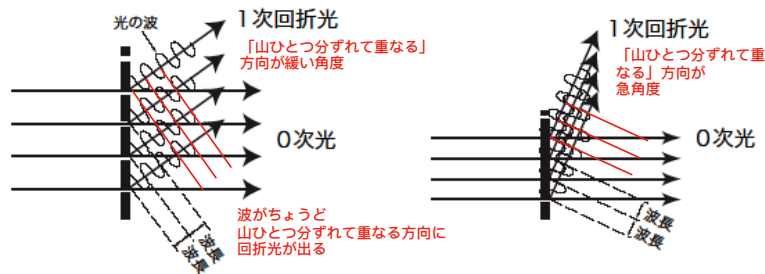 光の波
1次回折光
「山ひとつ分ずれて重なる」
方向が緩い角度
0次光
波がちょうど
山ひとつ分ずれて重なる方向に
回折光が出る
波長
波長
1次回折光
「山ひとつ分ずれて重
なる」方向が
急角度
0次光
波長
波長